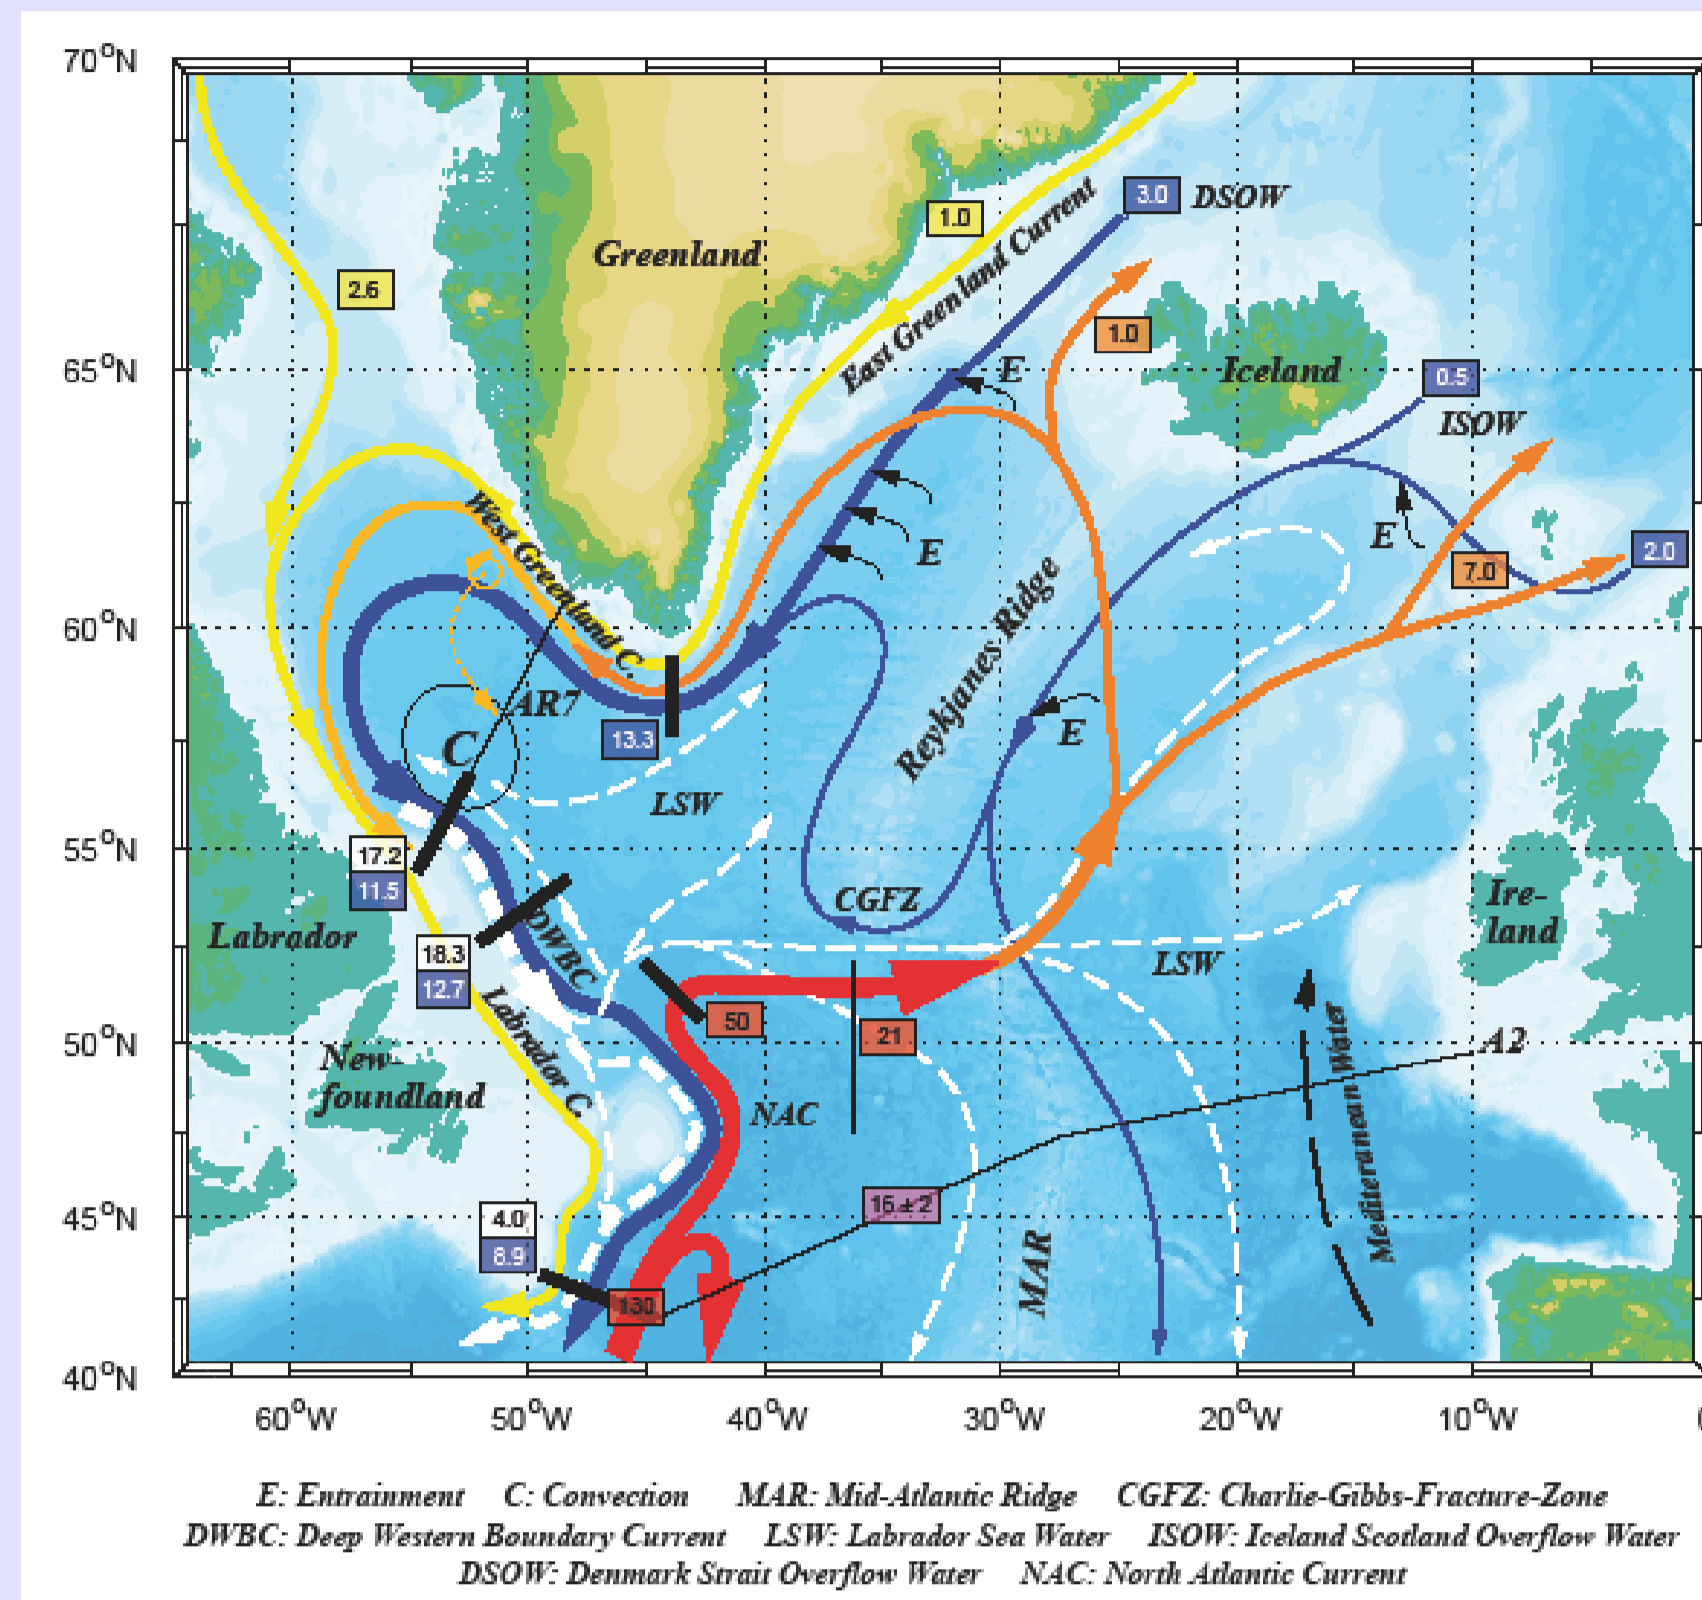 70°N
65°N
60°N
55°N
50°N
45°N
40°N
60°W
50°W
40°W
30°W
20°W
10°W
Greenland
2.6
1.0
East Greenland Current
3.0
DSOW
1.0
E
Iceland
0.5
ISOW
E
E
7.0
2.0
West Greenland C.
Reykjanes Ridge
AR7
C
13.3
LSW
E
17.2
11.5
CGFZ
Ire-
land
Labrador
DWBC
18.3
12.7
LSW
Labrador C
50
21
New-
foundland
NAC
A2
Mediteranean Water
4.0
8.9
16±2
MAR
130
E: Entrainment C: Convection MAR: Mid-Atlantic Ridge CGFZ: Charlie-Gibbs-Fracture-Zone
DWBC: Deep Western Boundary Current LSW: Labrador Sea Water ISOW: Iceland Scotland Overflow Water
DSOW: Denmark Strait Overflow Water NAC: North Atlantic Current